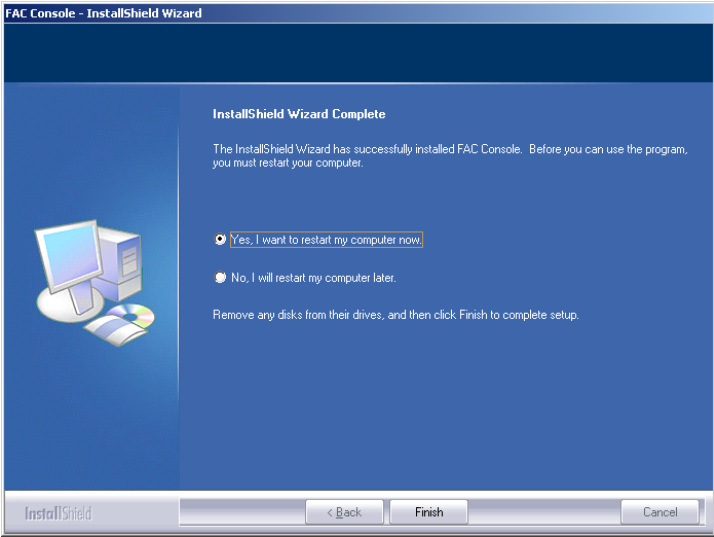 FAC Console - InstallShield Wizard
InstallShield Wizard Complete
The InstallShield Wizard has successfully installed FAC Console. Before you can use the program,
you must restart your computer.
Yes, I want to restart my computer now.
No, I will restart my computer later.
Remove any disks from their drives, and then click Finish to complete setup.
InstallShield
< Back
Finish
Cancel